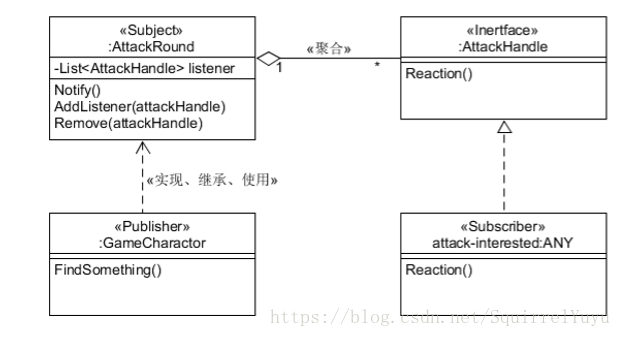 «Subject»
:AttackRound
-List<AttackHandle> listener
Notify()
AddListener(attackHandle)
Remove(attackHandle)
«聚合»
1
*
«Inertface»
:AttackHandle
Reaction()
«实现、继承、使用»
«Publisher»
:GameCharactor
FindSomething()
«Subscriber»
attack-interested:ANY
Reaction()
https://blog.csdn.net/SquirrelYuyu